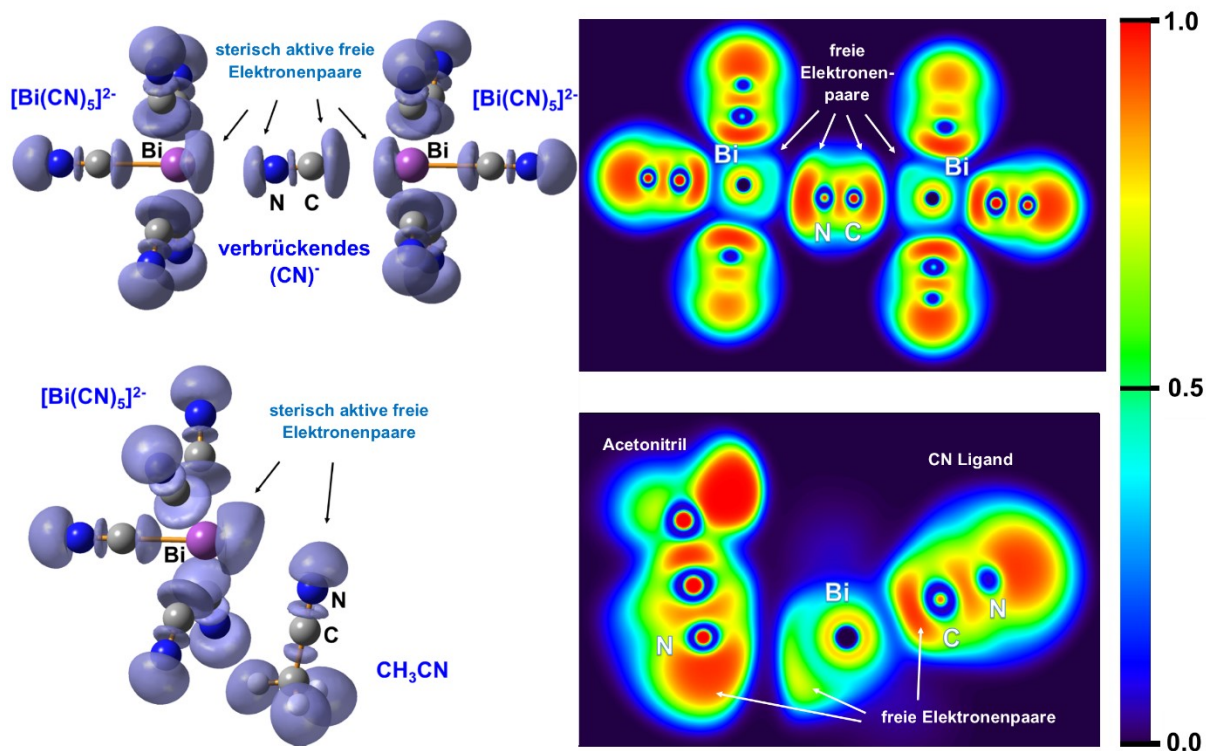 sterisch aktive freie
Elektronenpaare
[Bi(CN)₅]²⁻
[Bi(CN)₅]²⁻
Bi
Bi
N
C
verbrückendes
(CN)⁻
freie
Elektronen-
paare
Bi
Bi
N
C
1.0
0.5
0.0
[Bi(CN)₅]²⁻
sterisch aktive freie
Elektronenpaare
Bi
N
C
CH₃CN
Acetonitril
CN Ligand
Bi
N
N
C
freie Elektronenpaare